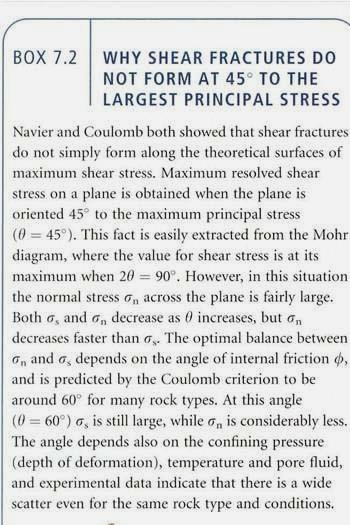 BOX 7.2
WHY SHEAR FRACTURES DO
NOT FORM AT 45° TO THE
LARGEST PRINCIPAL STRESS
Navier and Coulomb both showed that shear fractures
do not simply form along the theoretical surfaces of
maximum shear stress. Maximum resolved shear
stress on a plane is obtained when the plane is
oriented 45° to the maximum principal stress
(θ = 45°). This fact is easily extracted from the Mohr
diagram, where the value for shear stress is at its
maximum when 2θ = 90°. However, in this situation
the normal stress σₙ across the plane is fairly large.
Both σₛ and σₙ decrease as θ increases, but σₙ
decreases faster than σₛ. The optimal balance between
σₙ and σₛ depends on the angle of internal friction ϕ,
and is predicted by the Coulomb criterion to be
around 60° for many rock types. At this angle
(θ = 60°) σₛ is still large, while σₙ is considerably less.
The angle depends also on the confining pressure
(depth of deformation), temperature and pore fluid,
and experimental data indicate that there is a wide
scatter even for the same rock type and conditions.